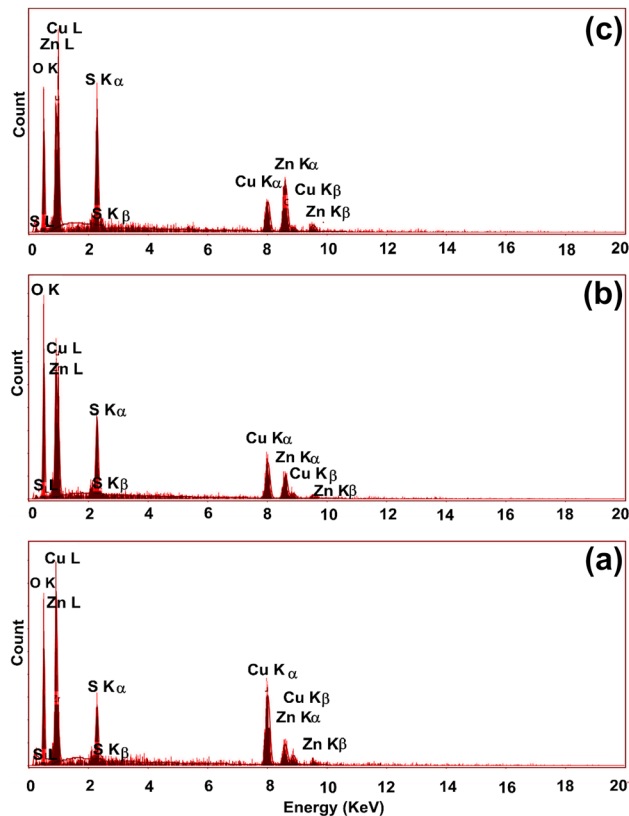 (c)
Cu L
Zn L
O K
S Kα
Zn Kα
Cu Kα
Cu Kβ
Zn Kβ
S L
S Kβ
Count
0 2 4 6 8 10 12 14 16 18 20
(b)
O K
Cu L
Zn L
S Kα
Cu Kα
Zn Kα
Cu Kβ
Zn Kβ
S L
S Kβ
Count
0 2 4 6 8 10 12 14 16 18 20
(a)
Cu L
O K
Zn L
S Kα
Cu Kα
Cu Kβ
Zn Kα
Zn Kβ
S L
S Kβ
Count
0 2 4 6 8 10 12 14 16 18 20
Energy (KeV)